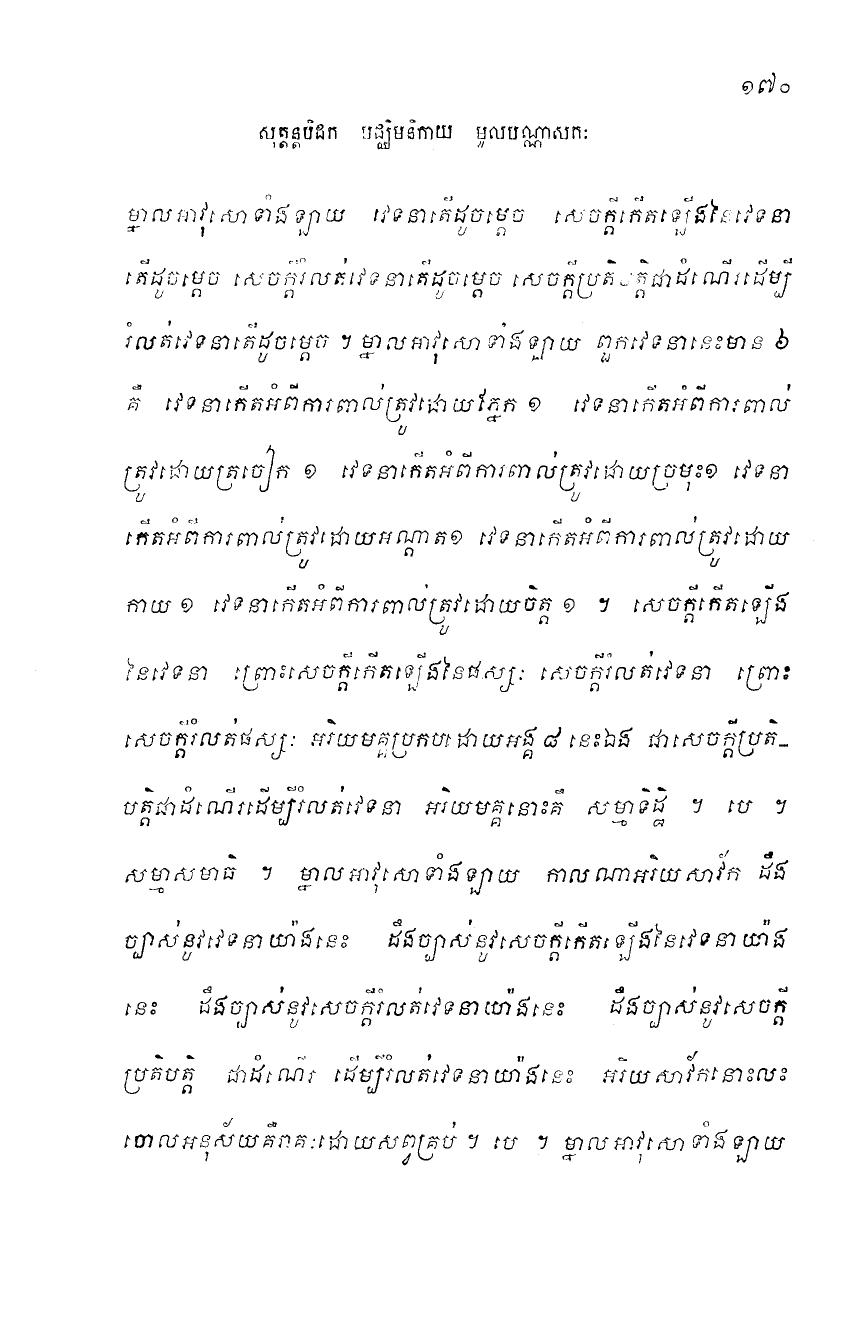 ១៧០
សុត្តន្តបិដក មជ្ឈិមនិកាយ មូលបណ្ណាសកៈ
ម្នាលអាវុសោទាំងឡាយ វេទនាតើដូចម្តេច សេចក្តីកើតឡើងនៃវេទនា
តើដូចម្តេច សេចក្តីរំលត់វេទនាតើដូចម្តេច សេចក្តីប្រតិបត្តិជាដំណើរដើម្បី
រំលត់វេទនាតើដូចម្តេច ។ ម្នាលអាវុសោទាំងឡាយ ពួកវេទនានេះមាន ៦
គឺ វេទនាកើតអំពីការពាល់ត្រូវដោយភ្នែក ១ វេទនាកើតអំពីការពាល់
ត្រូវដោយត្រចៀក ១ វេទនាកើតអំពីការពាល់ត្រូវដោយច្រមុះ១ វេទនា
កើតអំពីការពាល់ត្រូវដោយអណ្តាត១ វេទនាកើតអំពីការពាល់ត្រូវដោយ
កាយ ១ វេទនាកើតអំពីការពាល់ត្រូវដោយចិត្ត ១ ។ សេចក្តីកើតឡើង
នៃវេទនា ព្រោះសេចក្តីកើតឡើងនៃផស្សៈ សេចក្តីរំលត់វេទនា ព្រោះ
សេចក្តីរំលត់ផស្សៈ អរិយមគ្គប្រកបដោយអង្គ ៨ នេះឯង ជាសេចក្តីប្រតិ-
បត្តិជាដំណើរដើម្បីរំលត់វេទនា អរិយមគ្គនោះគឺ សម្មាទិដ្ឋិ ។ បេ ។
សម្មាសមាធិ ។ ម្នាលអាវុសោទាំងឡាយ កាលណាអរិយសាវ័ក ដឹង
ច្បាស់នូវវេទនាយ៉ាងនេះ ដឹងច្បាស់នូវសេចក្តីកើតឡើងនៃវេទនាយ៉ាង
នេះ ដឹងច្បាស់នូវសេចក្តីរំលត់វេទនាយ៉ាងនេះ ដឹងច្បាស់នូវសេចក្តី
ប្រតិបត្តិ ជាដំណើរ ដើម្បីរំលត់វេទនាយ៉ាងនេះ អរិយសាវ័កនោះលះ
ចោលអនុស័យគឺរាគៈដោយសព្វគ្រប់ ។ បេ ។ ម្នាលអាវុសោទាំងឡាយ